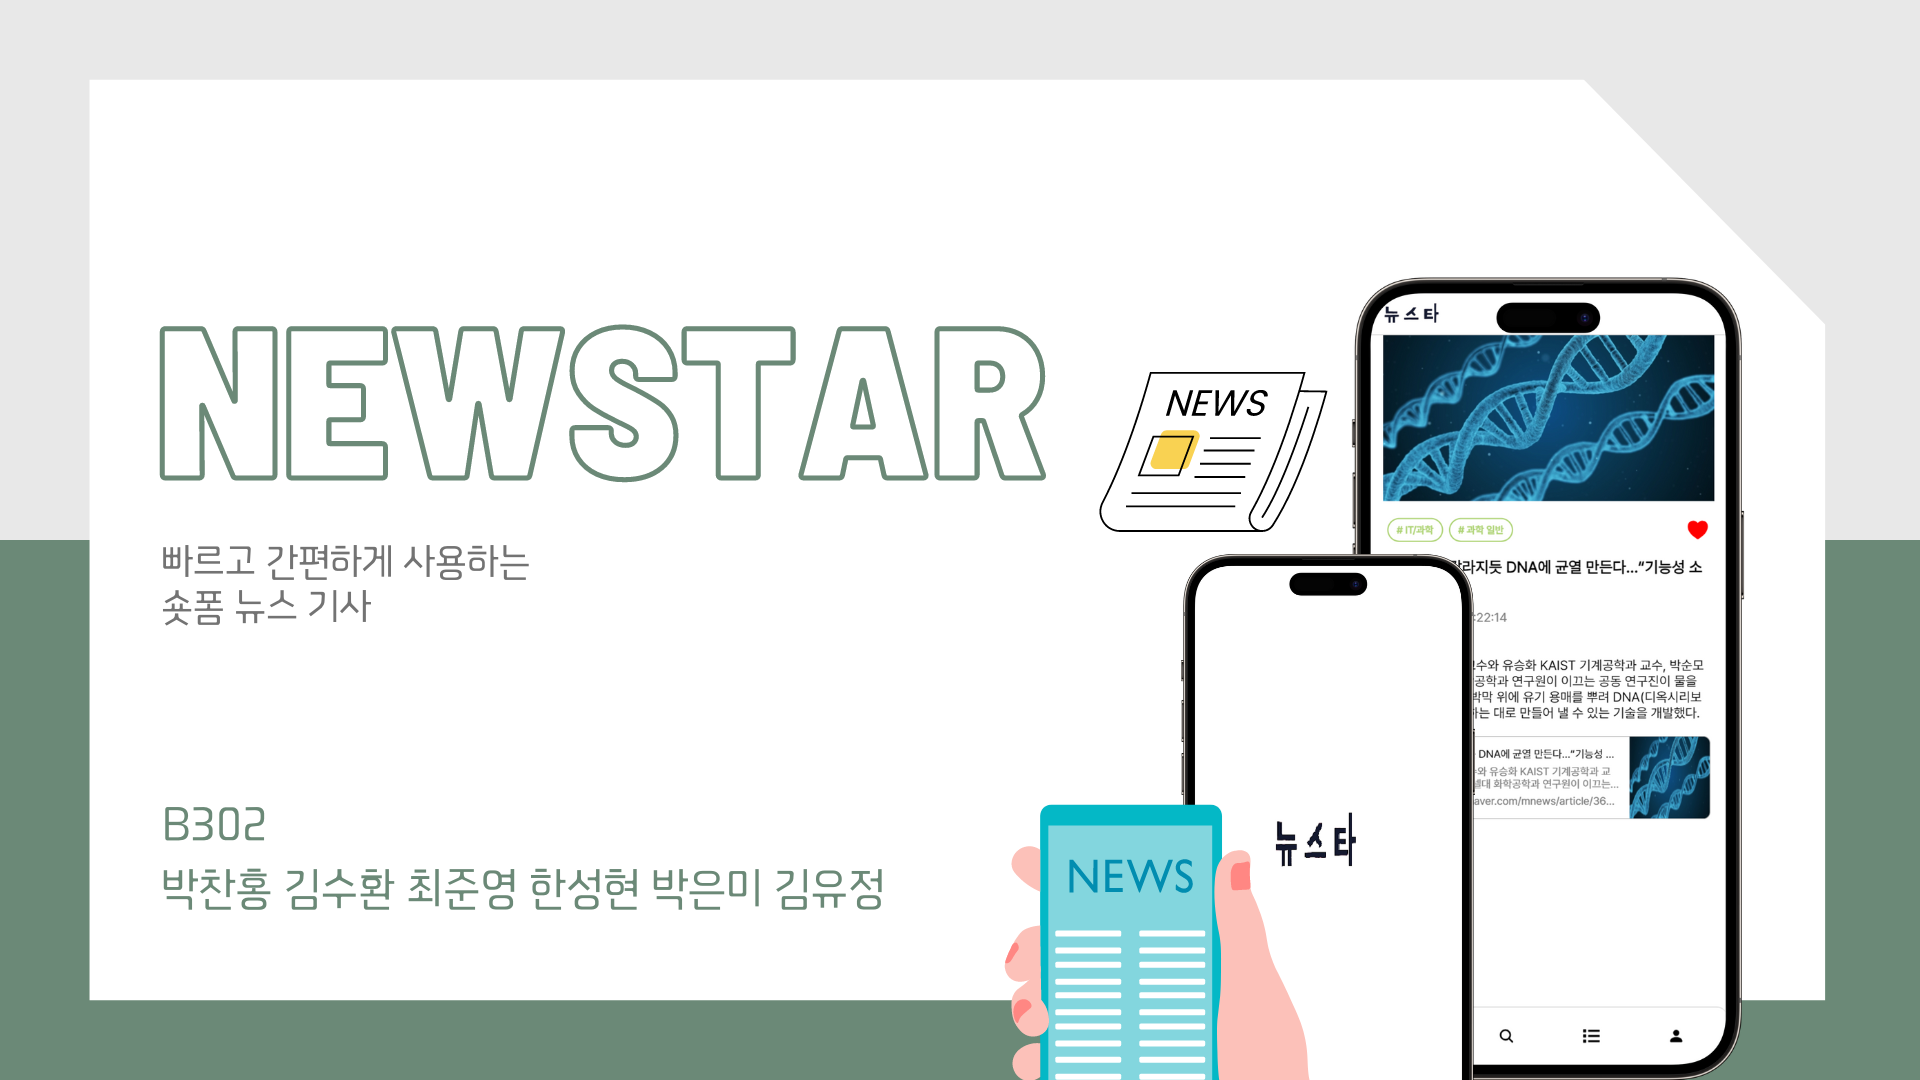 NEWSTAR
빠르고 간편하게 사용하는
숏폼 뉴스 기사
B302
박찬홍 김수환 최준영 한성현 박은미 김유정
NEWS
뉴스타
# IT/과학 # 과학 일반
갈라지듯 DNA에 균열 만든다…“기능성 소
:22:14
교수와 유승화 KAIST 기계공학과 교수, 박순모
공학과 연구원이 이끄는 공동 연구진이 물을
박막 위에 유기 용매를 뿌려 DNA(디옥시리보
하는 대로 만들어 낼 수 있는 기술을 개발했다.
DNA에 균열 만든다…“기능성 ...
수와 유승화 KAIST 기계공학과 교
넬대 화학공학과 연구원이 이끄는...
aver.com/mnews/article/36...
뉴스타
NEWS